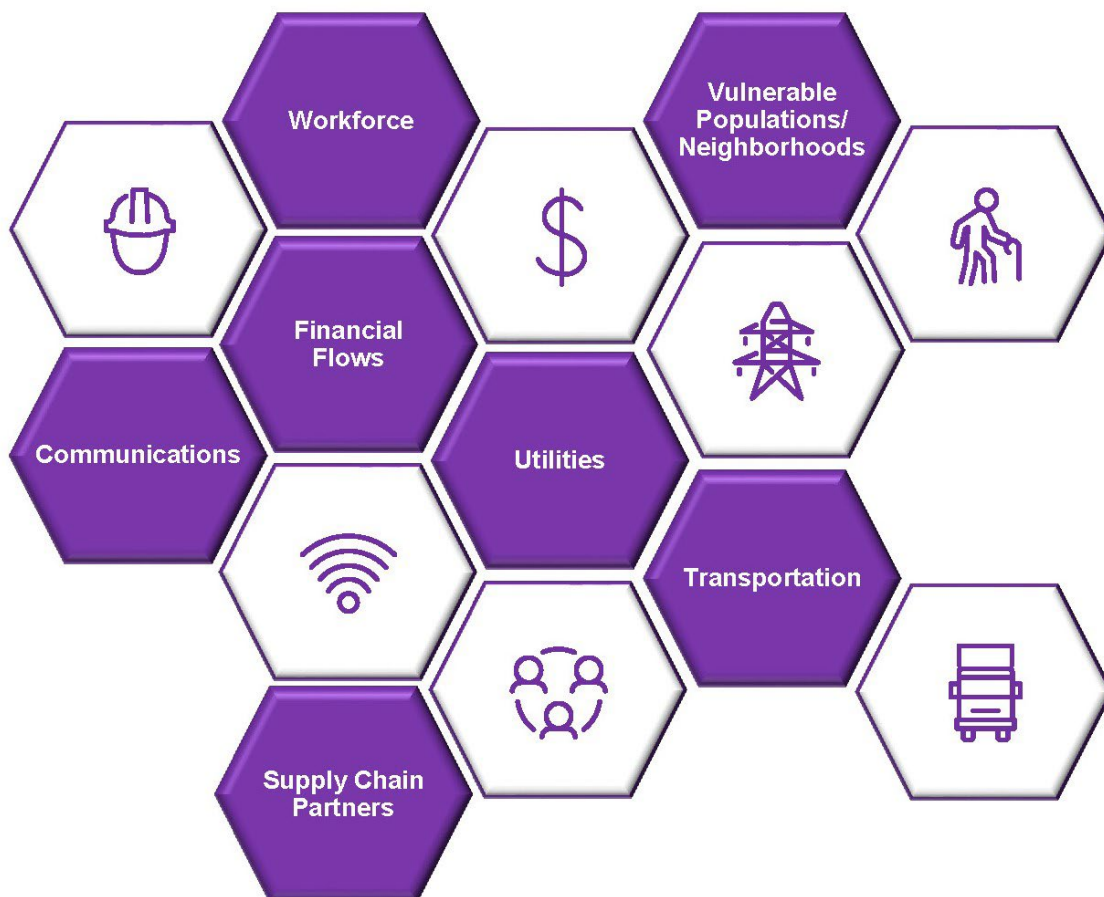 Workforce
Vulnerable
Populations/
Neighborhoods
Financial
Flows
Communications
Utilities
Transportation
Supply Chain
Partners